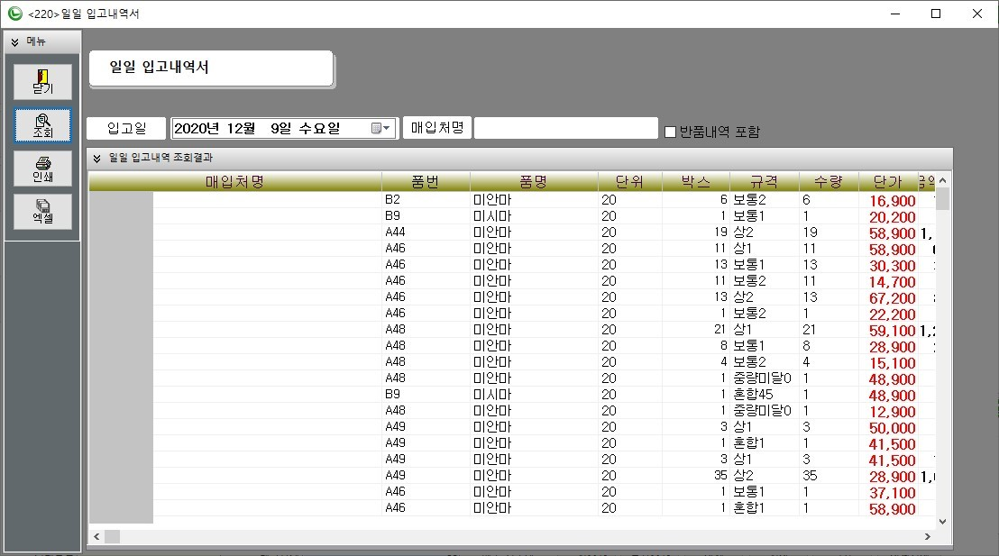 <220>일일 입고내역서
메뉴
닫기
조회
인쇄
엑셀
일일 입고내역서
입고일 2020년 12월 9일 수요일 매입처명 반품내역 포함
일일 입고내역 조회결과
매입처명 품번 품명 단위 박스 규격 수량 단가
B2 미안마 20 6 보통2 6 16,900
B9 미시마 20 1 보통1 1 20,200
A44 미안마 20 19 상2 19 58,900
A46 미안마 20 11 상1 11 58,900
A46 미안마 20 13 보통1 13 30,300
A46 미안마 20 11 보통2 11 14,700
A46 미안마 20 13 상2 13 67,200
A46 미안마 20 1 보통2 1 22,200
A48 미안마 20 21 상1 21 59,100
A48 미안마 20 8 보통1 8 28,900
A48 미안마 20 4 보통2 4 15,100
A48 미안마 20 1 중량미달0 1 48,900
B9 미시마 20 1 혼합45 1 48,900
A48 미안마 20 1 중량미달0 1 12,900
A49 미안마 20 3 상1 3 50,000
A49 미안마 20 1 혼합1 1 41,500
A49 미안마 20 3 상1 3 41,500
A49 미안마 20 35 상2 35 28,900
A46 미안마 20 1 보통1 1 37,100
A46 미안마 20 1 혼합1 1 58,900